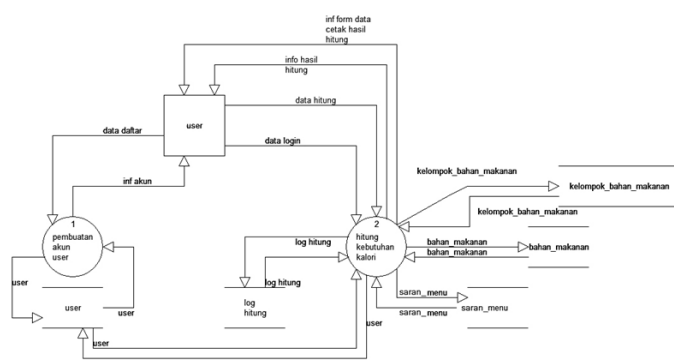 inf form data
cetak hasil
hitung
info hasil
hitung
data hitung
user
data daftar
data login
inf akun
kelompok_bahan_makanan
kelompok_bahan_makanan
kelompok_bahan_makanan
1
pembuatan
akun
user
2
hitung
kebutuhan
kalori
log hitung
bahan_makanan
bahan_makanan
bahan_makanan
user
log hitung
saran_menu
saran_menu
saran_menu
user
user
log
hitung
user
user